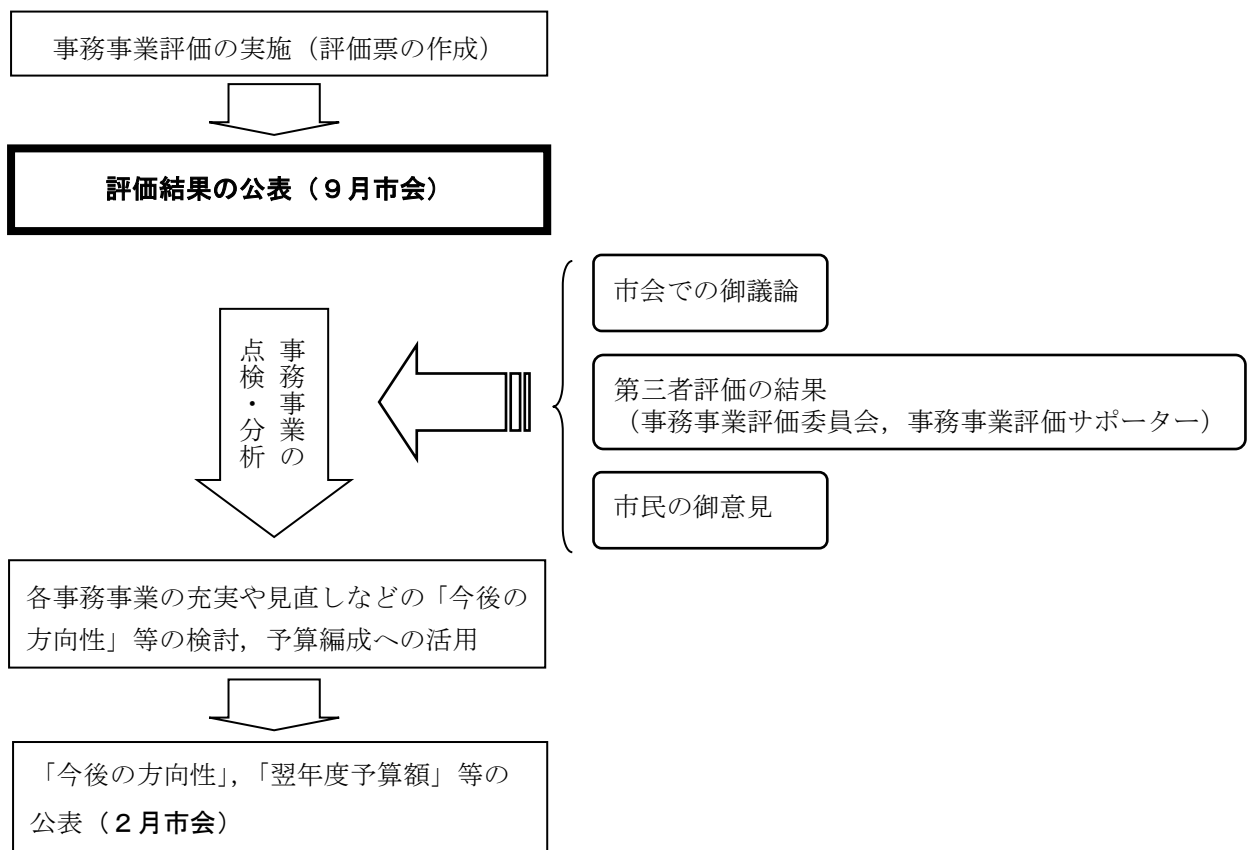 事務事業評価の実施（評価票の作成）
評価結果の公表（９月市会）
事務事業の
点検・分析
市会での御議論
第三者評価の結果
（事務事業評価委員会，事務事業評価サポーター）
市民の御意見
各事務事業の充実や見直しなどの「今後の
方向性」等の検討，予算編成への活用
「今後の方向性」，「翌年度予算額」等の
公表（２月市会）